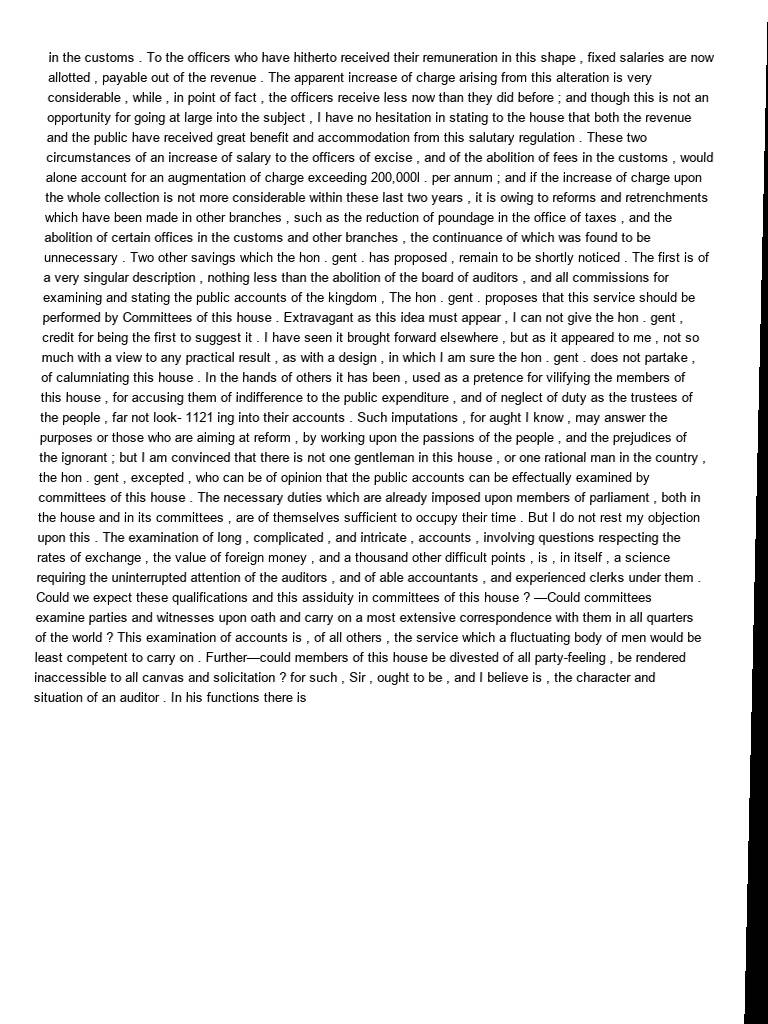 in the customs . To the officers who have hitherto received their remuneration in this shape , fixed salaries are now
allotted , payable out of the revenue . The apparent increase of charge arising from this alteration is very
considerable , while , in point of fact , the officers receive less now than they did before ; and though this is not an
opportunity for going at large into the subject , I have no hesitation in stating to the house that both the revenue
and the public have received great benefit and accommodation from this salutary regulation . These two
circumstances of an increase of salary to the officers of excise , and of the abolition of fees in the customs , would
alone account for an augmentation of charge exceeding 200,000l . per annum ; and if the increase of charge upon
the whole collection is not more considerable within these last two years , it is owing to reforms and retrenchments
which have been made in other branches , such as the reduction of poundage in the office of taxes , and the
abolition of certain offices in the customs and other branches , the continuance of which was found to be
unnecessary . Two other savings which the hon . gent . has proposed , remain to be shortly noticed . The first is of
a very singular description , nothing less than the abolition of the board of auditors , and all commissions for
examining and stating the public accounts of the kingdom , The hon . gent . proposes that this service should be
performed by Committees of this house . Extravagant as this idea must appear , I can not give the hon . gent ,
credit for being the first to suggest it . I have seen it brought forward elsewhere , but as it appeared to me , not so
much with a view to any practical result , as with a design , in which I am sure the hon . gent . does not partake ,
of calumniating this house . In the hands of others it has been , used as a pretence for vilifying the members of
this house , for accusing them of indifference to the public expenditure , and of neglect of duty as the trustees of
the people , far not look- 1121 ing into their accounts . Such imputations , for aught I know , may answer the
purposes or those who are aiming at reform , by working upon the passions of the people , and the prejudices of
the ignorant ; but I am convinced that there is not one gentleman in this house , or one rational man in the country ,
the hon . gent , excepted , who can be of opinion that the public accounts can be effectually examined by
committees of this house . The necessary duties which are already imposed upon members of parliament , both in
the house and in its committees , are of themselves sufficient to occupy their time . But I do not rest my objection
upon this . The examination of long , complicated , and intricate , accounts , involving questions respecting the
rates of exchange , the value of foreign money , and a thousand other difficult points , is , in itself , a science
requiring the uninterrupted attention of the auditors , and of able accountants , and experienced clerks under them .
Could we expect these qualifications and this assiduity in committees of this house ? —Could committees
examine parties and witnesses upon oath and carry on a most extensive correspondence with them in all quarters
of the world ? This examination of accounts is , of all others , the service which a fluctuating body of men would be
least competent to carry on . Further—could members of this house be divested of all party-feeling , be rendered
inaccessible to all canvas and solicitation ? for such , Sir , ought to be , and I believe is , the character and
situation of an auditor . In his functions there is